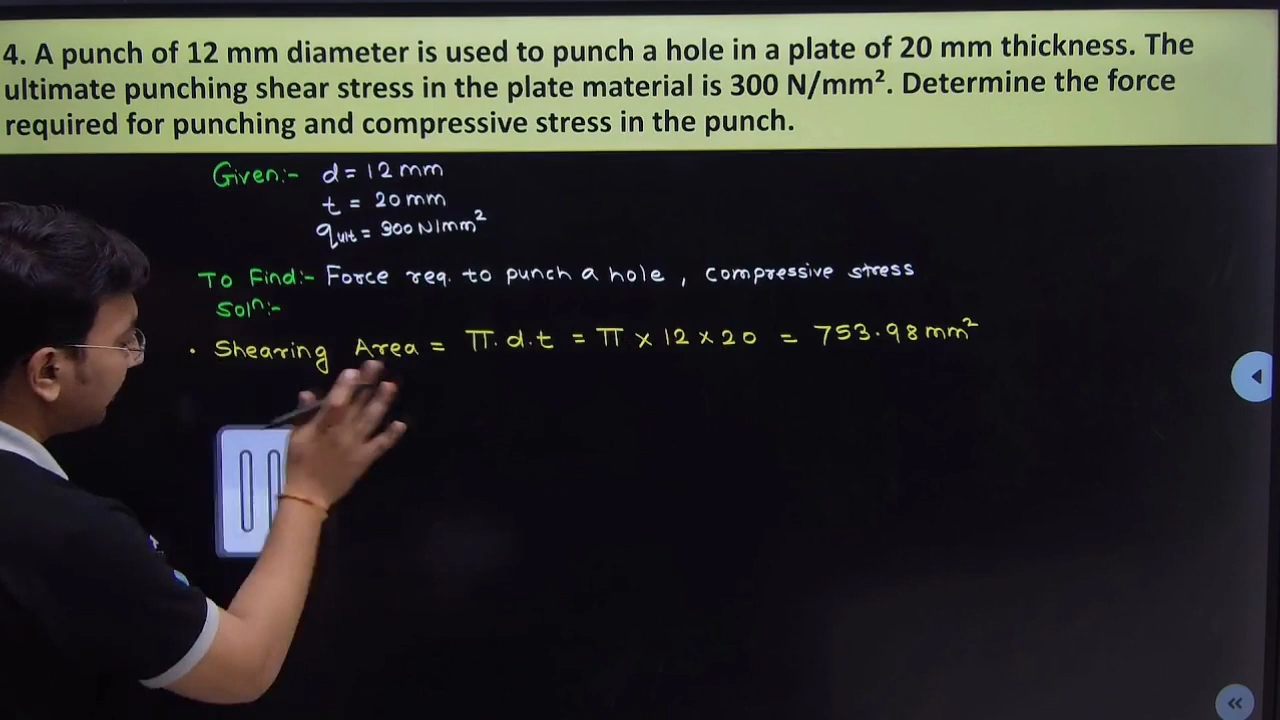 4. A punch of 12 mm diameter is used to punch a hole in a plate of 20 mm thickness. The
ultimate punching shear stress in the plate material is 300 N/mm². Determine the force
required for punching and compressive stress in the punch.
Given:- d = 12 mm
t = 20 mm
qult = 300 N/mm²
To Find:- Force req. to punch a hole, compressive stress
Solⁿ:-
• Shearing Area = π.d.t = π × 12 × 20 = 753.98 mm²